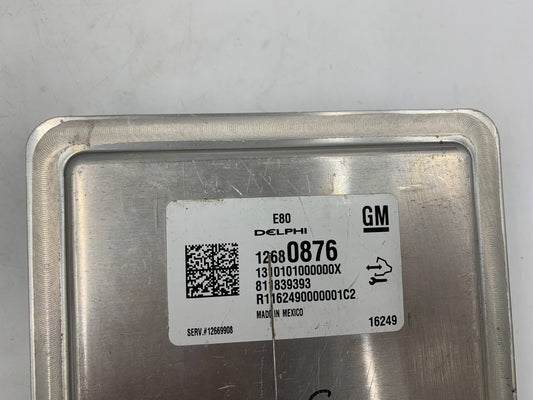 E80
DELPHI
GM
12680876
1310101000000X
811839393
R1162490000001C2
MADE IN MEXICO
SERV.#12669908
16249